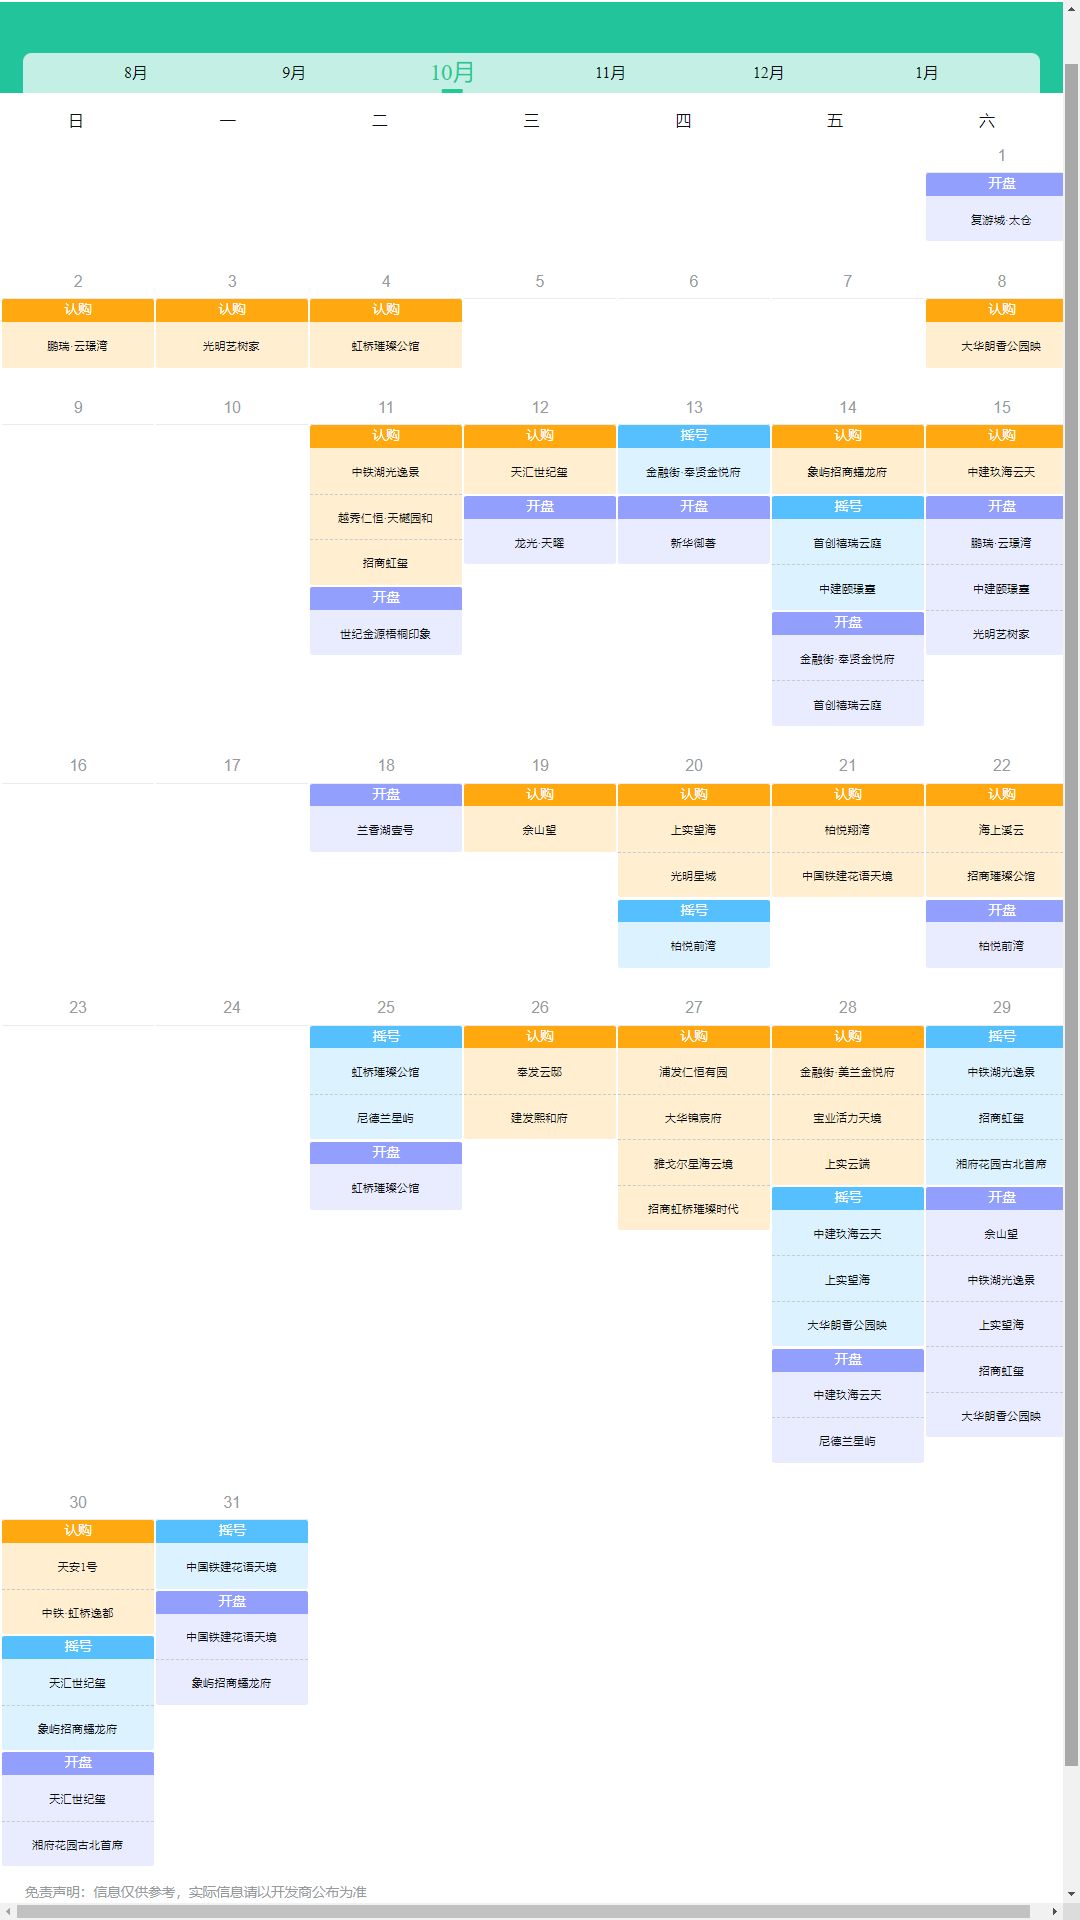 8月 9月 10月 11月 12月 1月
日 一 二 三 四 五 六
1
开盘
复游城·太仓
2 3 4 5 6 7 8
认购 认购 认购 认购
鹏瑞·云璟湾 光明艺树家 虹桥璀璨公馆 大华朗香公园映
9 10 11 12 13 14 15
认购 认购 摇号 认购 认购
中铁湖光逸景 天汇世纪玺 金融街·奉贤金悦府 象屿招商蟠龙府 中建玖海云天
开盘 开盘 摇号 开盘
越秀仁恒·天樾园和
龙光·天曜 新华御荟 首创禧瑞云庭 鹏瑞·云璟湾
招商虹玺
中建颐璟臺 中建颐璟臺
开盘
开盘
世纪金源梧桐印象 光明艺树家
金融街·奉贤金悦府
首创禧瑞云庭
16 17 18 19 20 21 22
开盘 认购 认购 认购 认购
兰香湖壹号 佘山望 上实望海 柏悦翔湾 海上溪云
光明星城 中国铁建花语天境 招商璀璨公馆
摇号 开盘
柏悦前湾 柏悦前湾
23 24 25 26 27 28 29
摇号 认购 认购 认购 摇号
虹桥璀璨公馆 奉发云邸 浦发仁恒有园 金融街·美兰金悦府 中铁湖光逸景
尼德兰星屿 建发熙和府 大华锦宸府 宝业活力天境 招商虹玺
开盘
雅戈尔星海云境 上实云端 湘府花园古北首席
虹桥璀璨公馆
摇号 开盘
招商虹桥璀璨时代
中建玖海云天 佘山望
上实望海 中铁湖光逸景
大华朗香公园映 上实望海
开盘
招商虹玺
中建玖海云天
大华朗香公园映
尼德兰星屿
30 31
认购 摇号
天安1号 中国铁建花语天境
开盘
中铁·虹桥逸都
中国铁建花语天境
摇号
天汇世纪玺 象屿招商蟠龙府
象屿招商蟠龙府
开盘
天汇世纪玺
湘府花园古北首席
免责声明：信息仅供参考，实际信息请以开发商公布为准